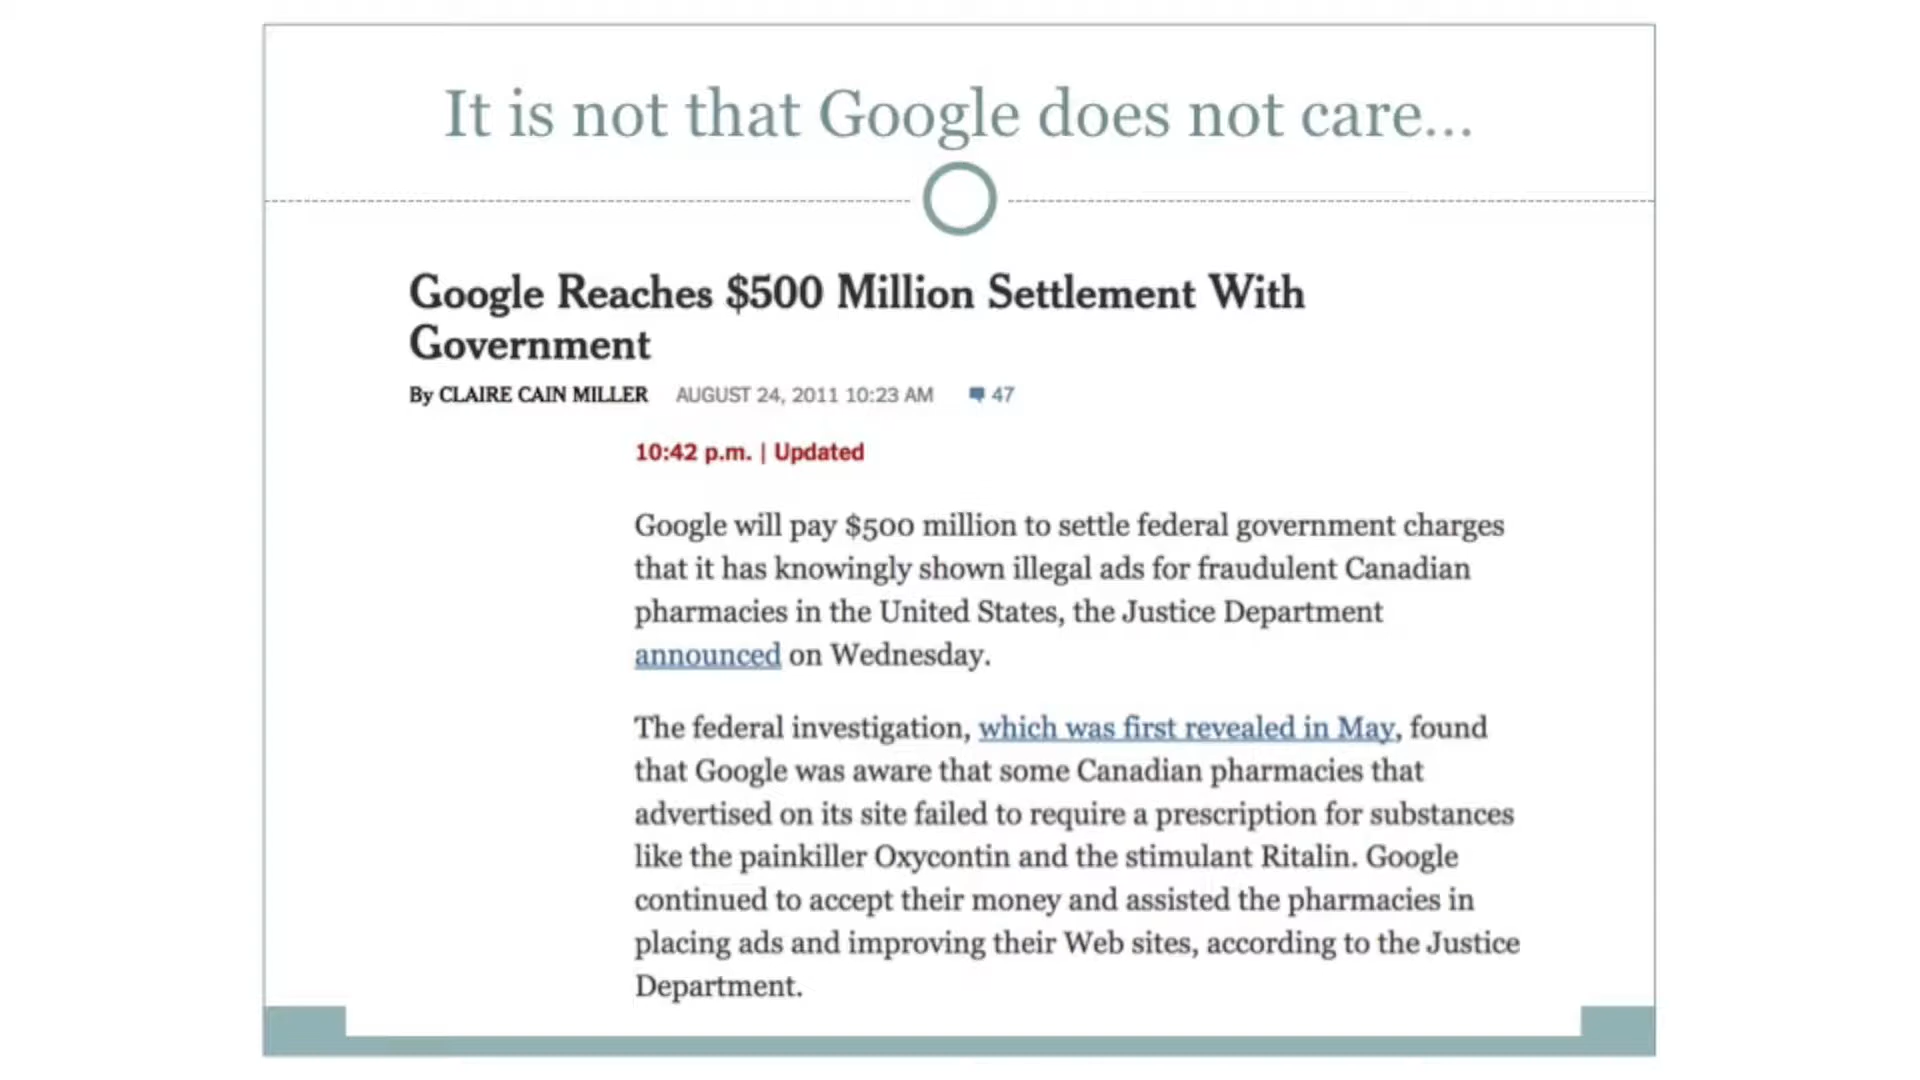 It is not that Google does not care...
Google Reaches $500 Million Settlement With
Government
By CLAIRE CAIN MILLER AUGUST 24, 2011 10:23 AM 47
10:42 p.m. | Updated
Google will pay $500 million to settle federal government charges
that it has knowingly shown illegal ads for fraudulent Canadian
pharmacies in the United States, the Justice Department
announced on Wednesday.
The federal investigation, which was first revealed in May, found
that Google was aware that some Canadian pharmacies that
advertised on its site failed to require a prescription for substances
like the painkiller Oxycontin and the stimulant Ritalin. Google
continued to accept their money and assisted the pharmacies in
placing ads and improving their Web sites, according to the Justice
Department.